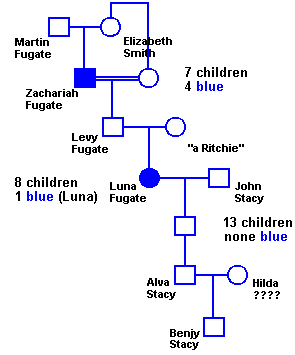 Martin
Fugate
Elizabeth
Smith
Zachariah
Fugate
7 children
4 blue
Levy
Fugate
"a Ritchie"
8 children
1 blue (Luna)
Luna
Fugate
John
Stacy
13 children
none blue
Alva
Stacy
Hilda
????
Benjy
Stacy